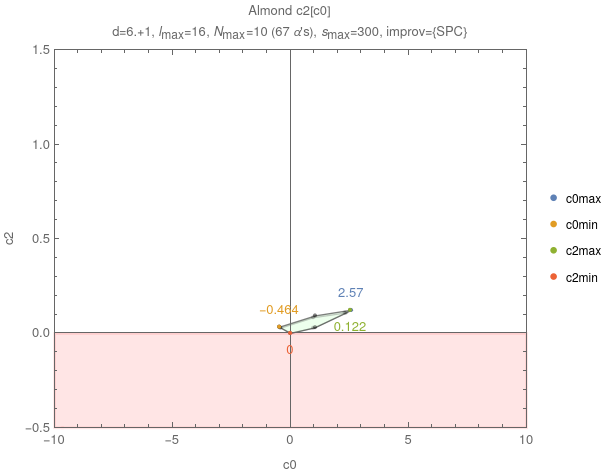 Almond c2[c0]
d=6.+1, lmax=16, Nmax=10 (67 α's), smax=300, improv={SPC}
1.5
1.0
0.5
0.0
−0.5
c2
−10
−5
0
5
10
c0
2.57
−0.464
0.122
0
c0max
c0min
c2max
c2min